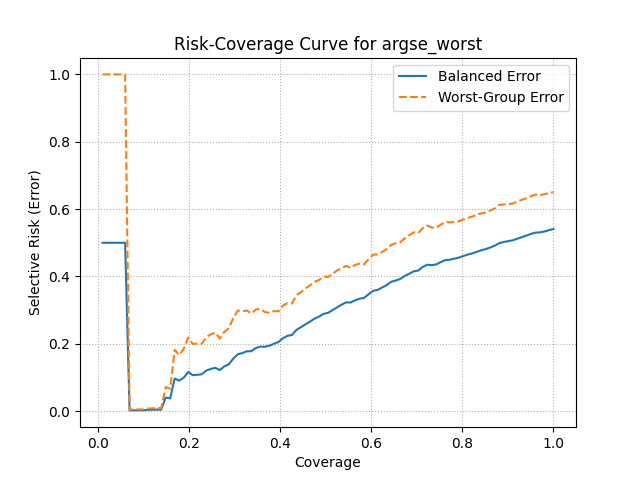 Risk-Coverage Curve for argse_worst
Balanced Error
Worst-Group Error
Selective Risk (Error)
1.0
0.8
0.6
0.4
0.2
0.0
0.0 0.2 0.4 0.6 0.8 1.0
Coverage